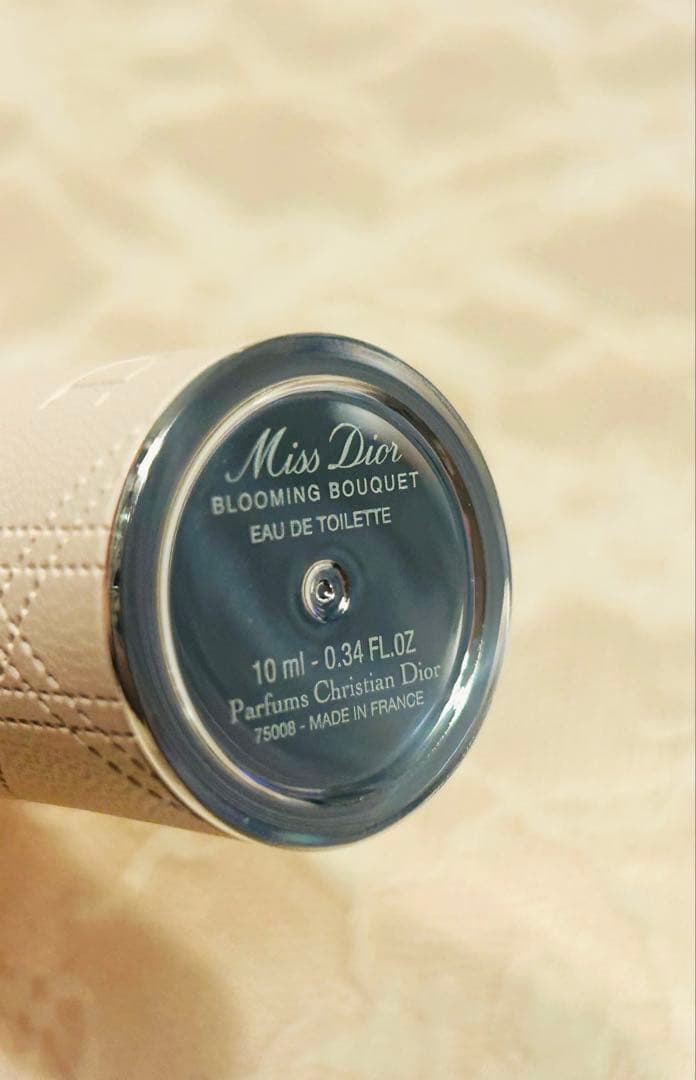 Miss Dior
BLOOMING BOUQUET
EAU DE TOILETTE
10 ml - 0.34 FL.OZ
Parfums Christian Dior
75008 - MADE IN FRANCE